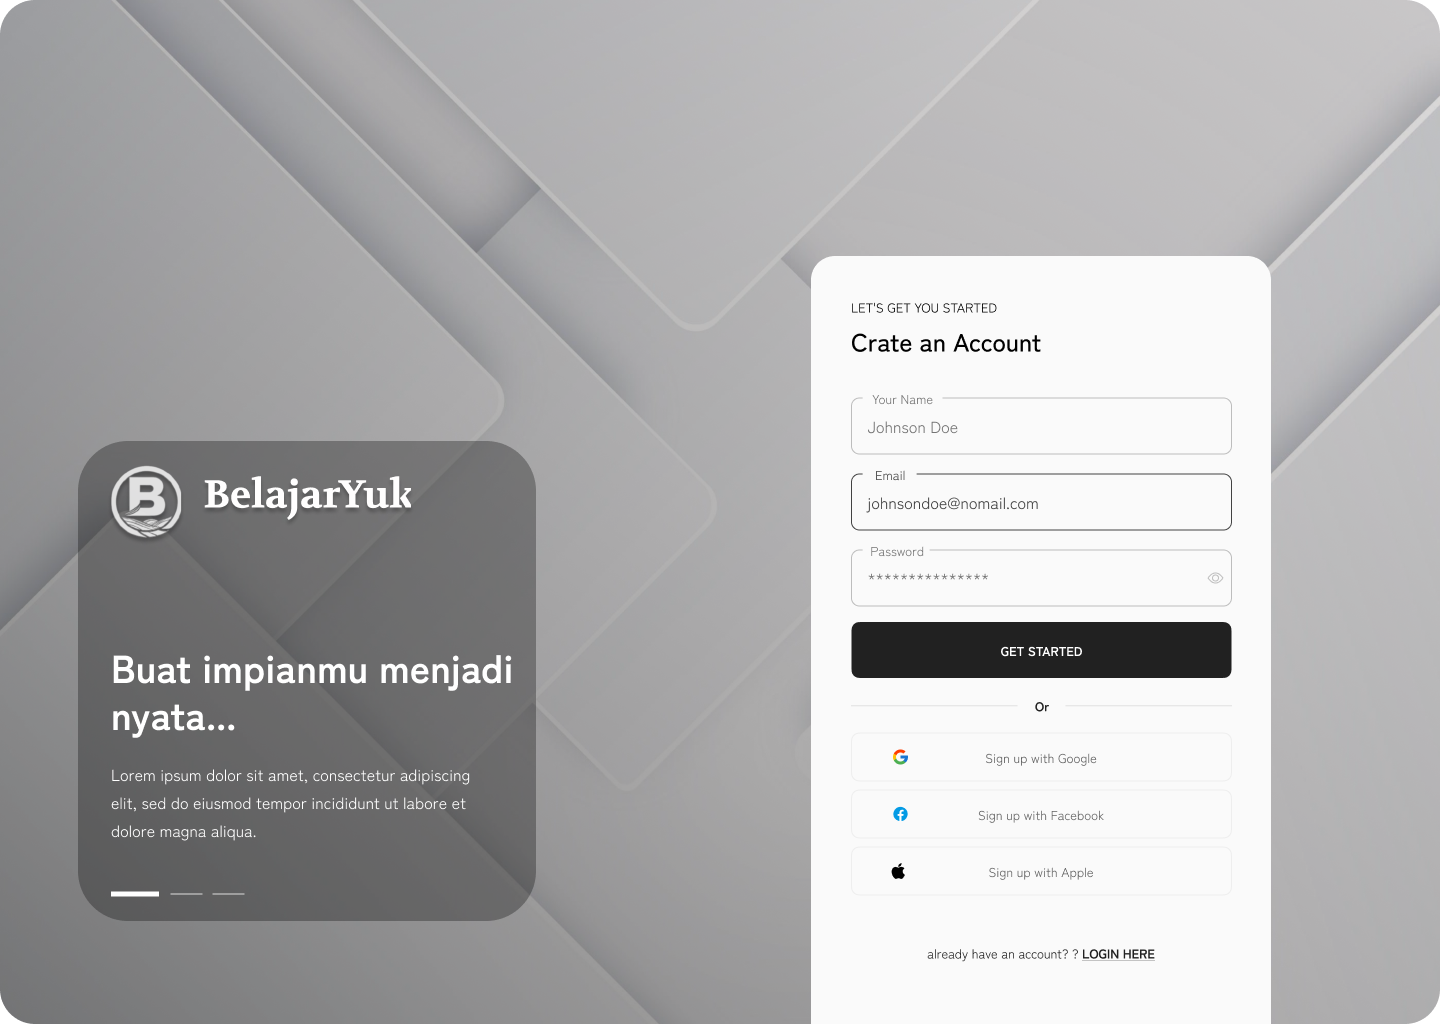 BelajarYuk
Buat impianmu menjadi
nyata...
Lorem ipsum dolor sit amet, consectetur adipiscing
elit, sed do eiusmod tempor incididunt ut labore et
dolore magna aliqua.
LET'S GET YOU STARTED
Crate an Account
Your Name
Johnson Doe
Email
johnsondoe@nomail.com
Password
***************
GET STARTED
Or
Sign up with Google
Sign up with Facebook
Sign up with Apple
already have an account? ? LOGIN HERE